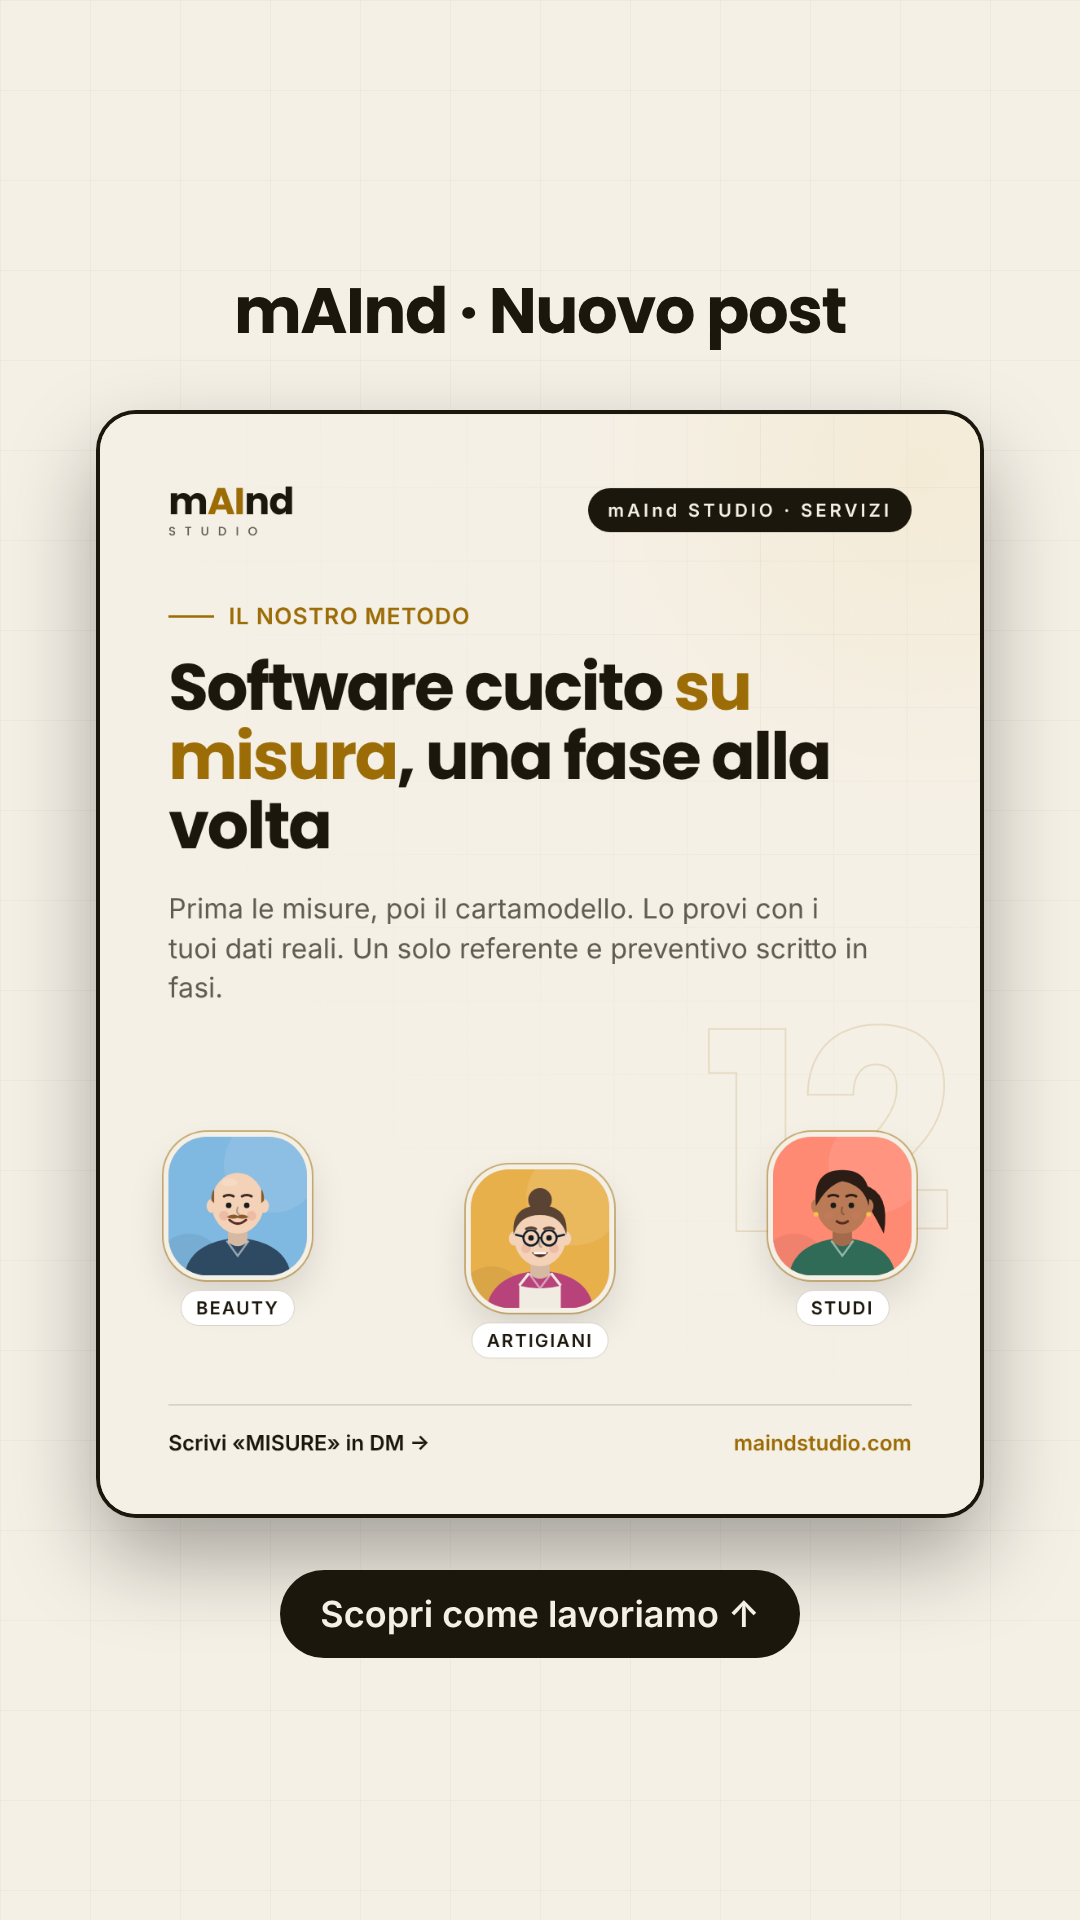 mAInd · Nuovo post
mAInd
STUDIO
mAInd STUDIO · SERVIZI
IL NOSTRO METODO
Software cucito su
misura, una fase alla
volta
Prima le misure, poi il cartamodello. Lo provi con i
tuoi dati reali. Un solo referente e preventivo scritto in
fasi.
12
BEAUTY
ARTIGIANI
STUDI
Scrivi «MISURE» in DM →
maindstudio.com
Scopri come lavoriamo ↑